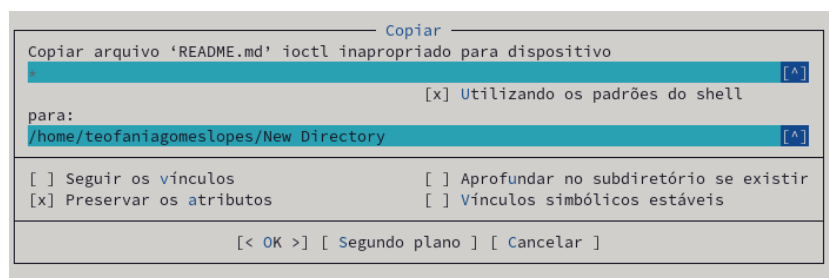 Copiar
Copiar arquivo ‘README.md’ ioctl inapropriado para dispositivo
* [^]
[x] Utilizando os padrões do shell
para:
/home/teofaniagomeslopes/New Directory [^]
[ ] Seguir os vínculos [ ] Aprofundar no subdiretório se existir
[x] Preservar os atributos [ ] Vínculos simbólicos estáveis
[< OK >] [ Segundo plano ] [ Cancelar ]